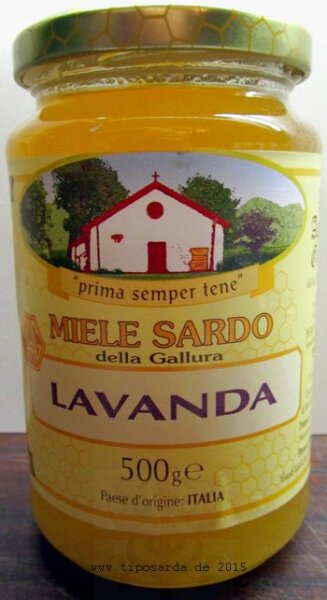 "prima semper tene"
MIELE SARDO
della Gallura
LAVANDA
500g℮
Paese d'origine: ITALIA
www.tiposarda.de 2015